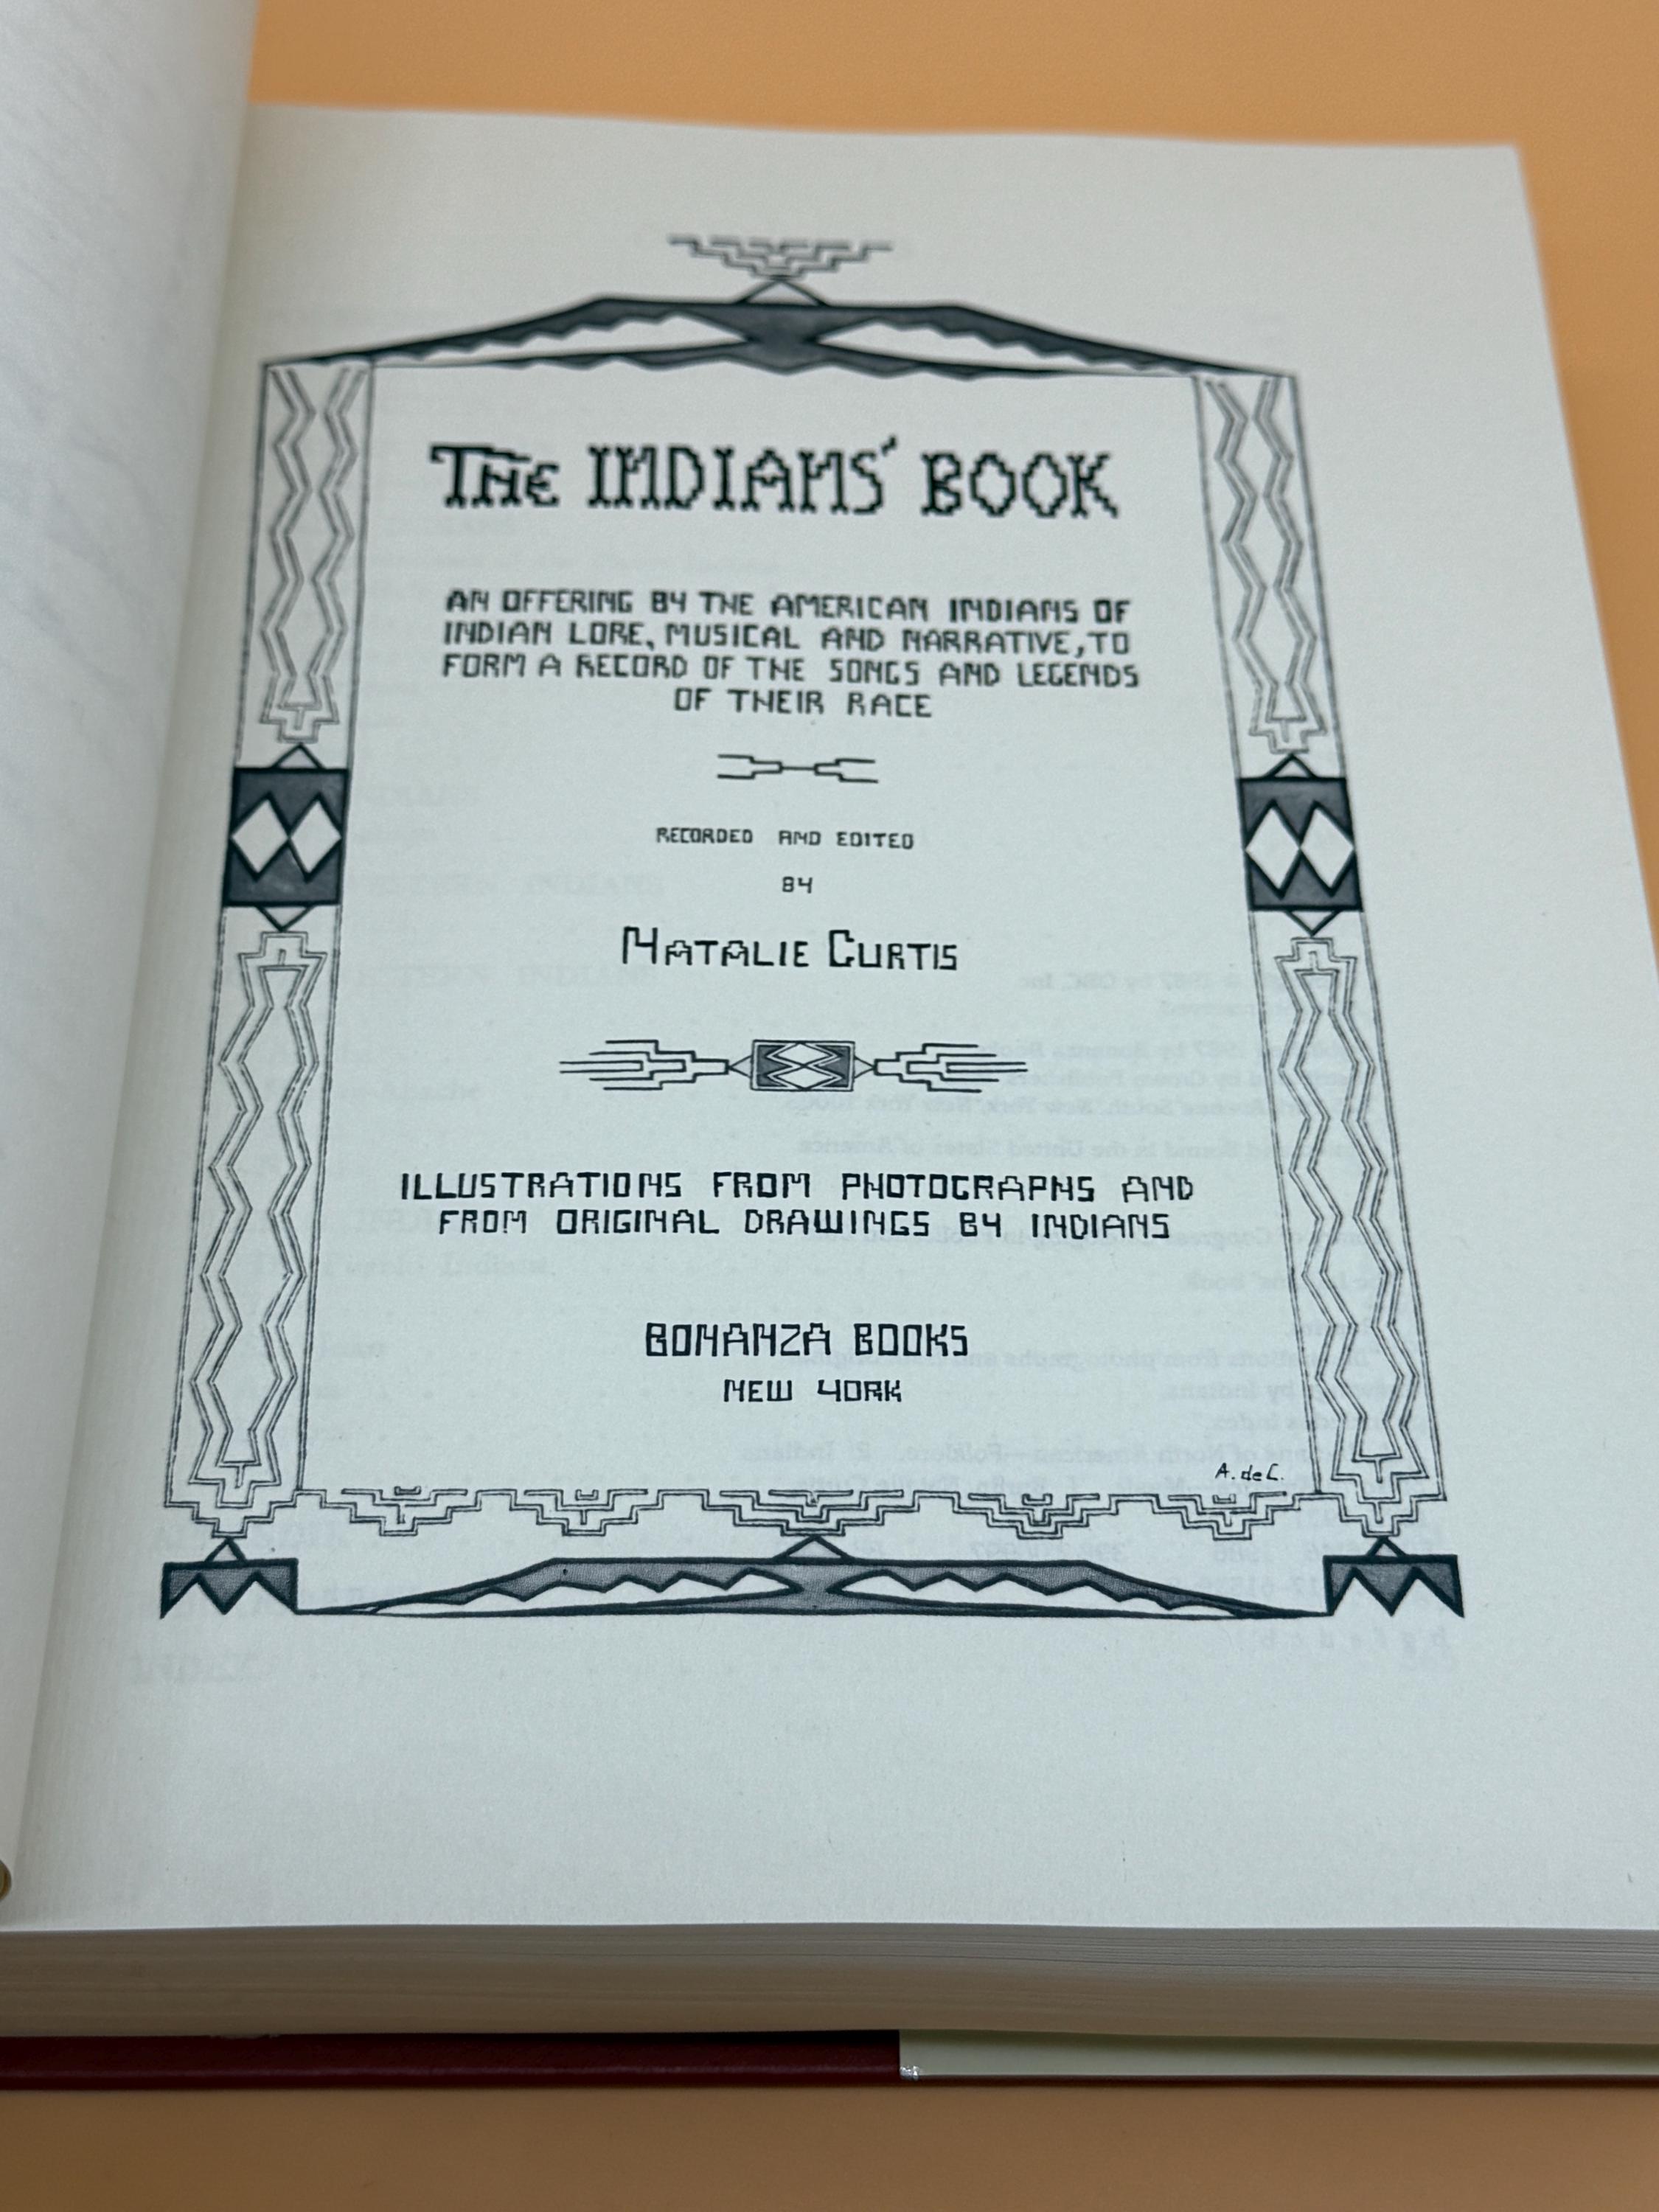 THE INDIANS' BOOK
AN OFFERING BY THE AMERICAN INDIANS OF
INDIAN LORE, MUSICAL AND NARRATIVE, TO
FORM A RECORD OF THE SONGS AND LEGENDS
OF THEIR RACE
RECORDED AND EDITED
BY
NATALIE CURTIS
ILLUSTRATIONS FROM PHOTOGRAPHS AND
FROM ORIGINAL DRAWINGS BY INDIANS
BONANZA BOOKS
NEW YORK
A. de C.